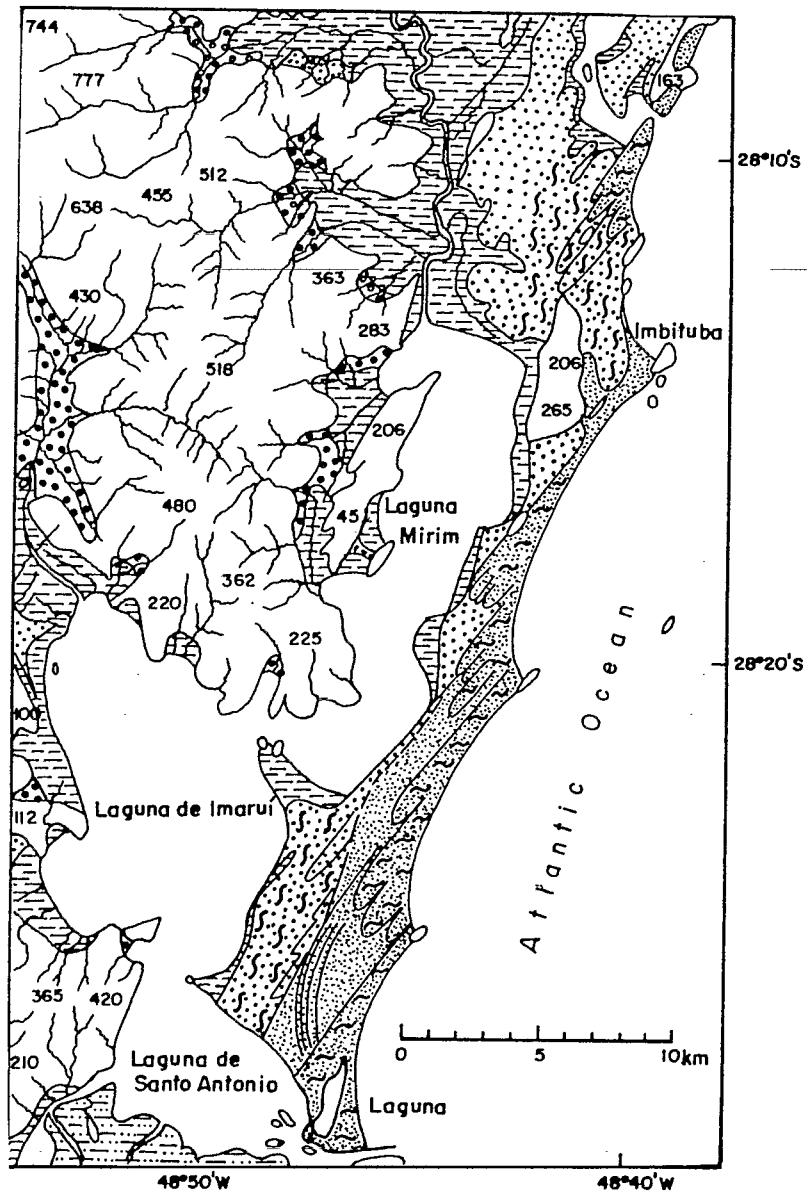 744
777
163
28°10'S
512
455
638
363
430
283
Imbituba
518
206
265
206
Laguna
Mirim
480
45
362
220
225
28°20'S
100
Atlantic Ocean
Laguna de Imaruí
112
365
420
210
Laguna de
Santo Antonio
Laguna
0 5 10km
48°50'W
48°40'W